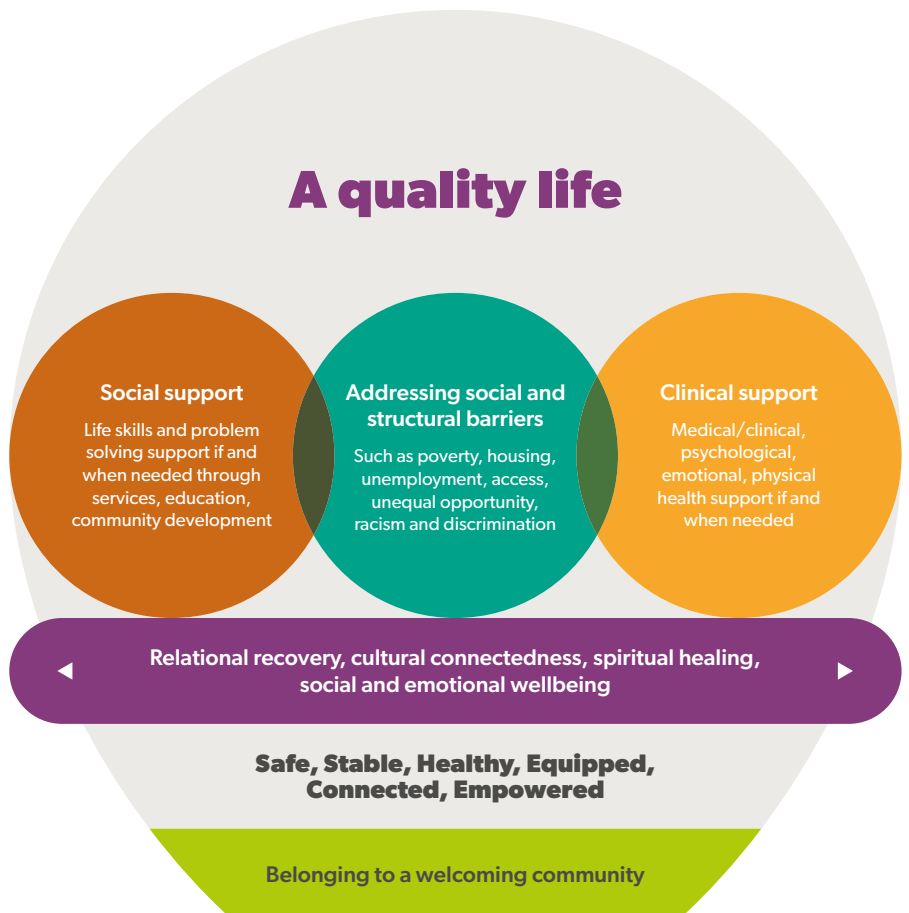 A quality life
Social support
Life skills and problem
solving support if and
when needed through
services, education,
community development
Addressing social and
structural barriers
Such as poverty, housing,
unemployment, access,
unequal opportunity,
racism and discrimination
Clinical support
Medical/clinical,
psychological,
emotional, physical
health support if and
when needed
Relational recovery, cultural connectedness, spiritual healing,
social and emotional wellbeing
Safe, Stable, Healthy, Equipped,
Connected, Empowered
Belonging to a welcoming community